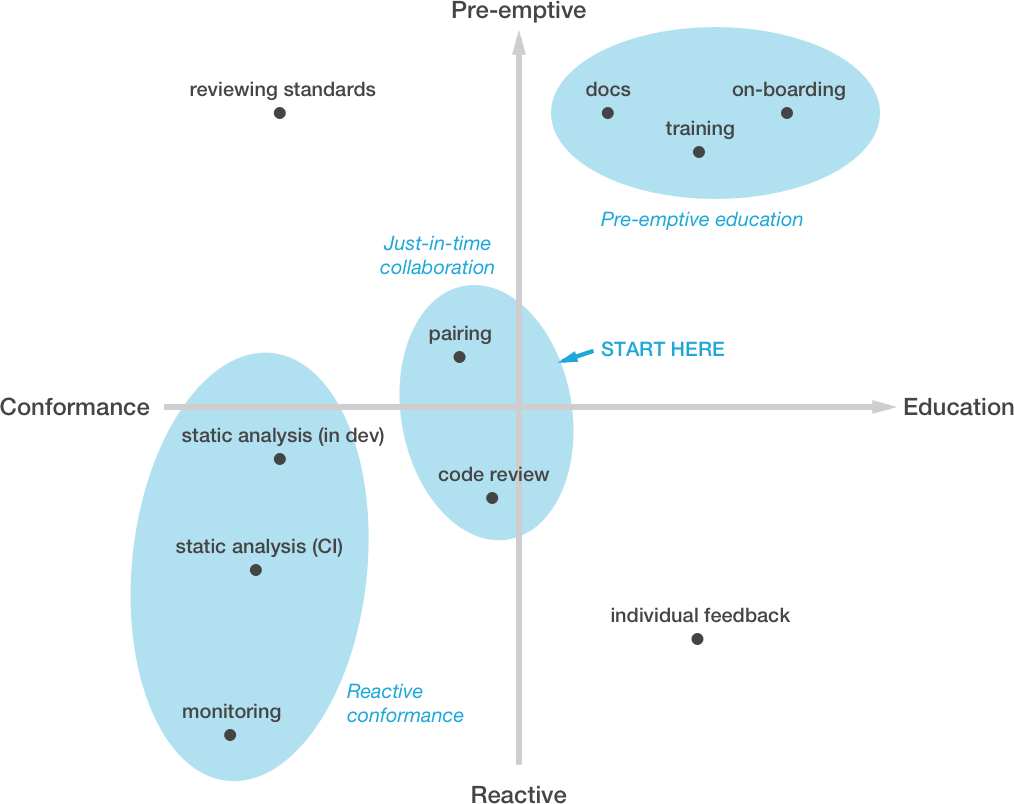 Pre-emptive
reviewing standards
docs
on-boarding
training
Pre-emptive education
Just-in-time
collaboration
pairing
START HERE
Conformance
Education
static analysis (in dev)
code review
static analysis (CI)
individual feedback
Reactive
conformance
monitoring
Reactive